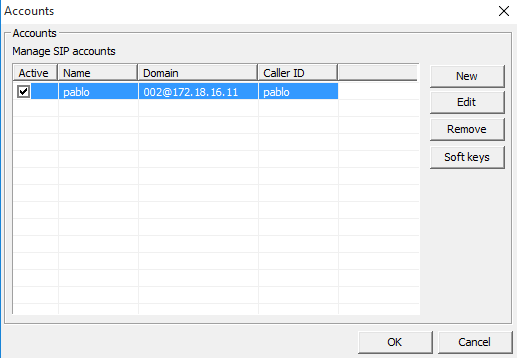 Accounts
Accounts
Manage SIP accounts
Active Name Domain Caller ID
pablo 002@172.18.16.11 pablo
New
Edit
Remove
Soft keys
OK Cancel